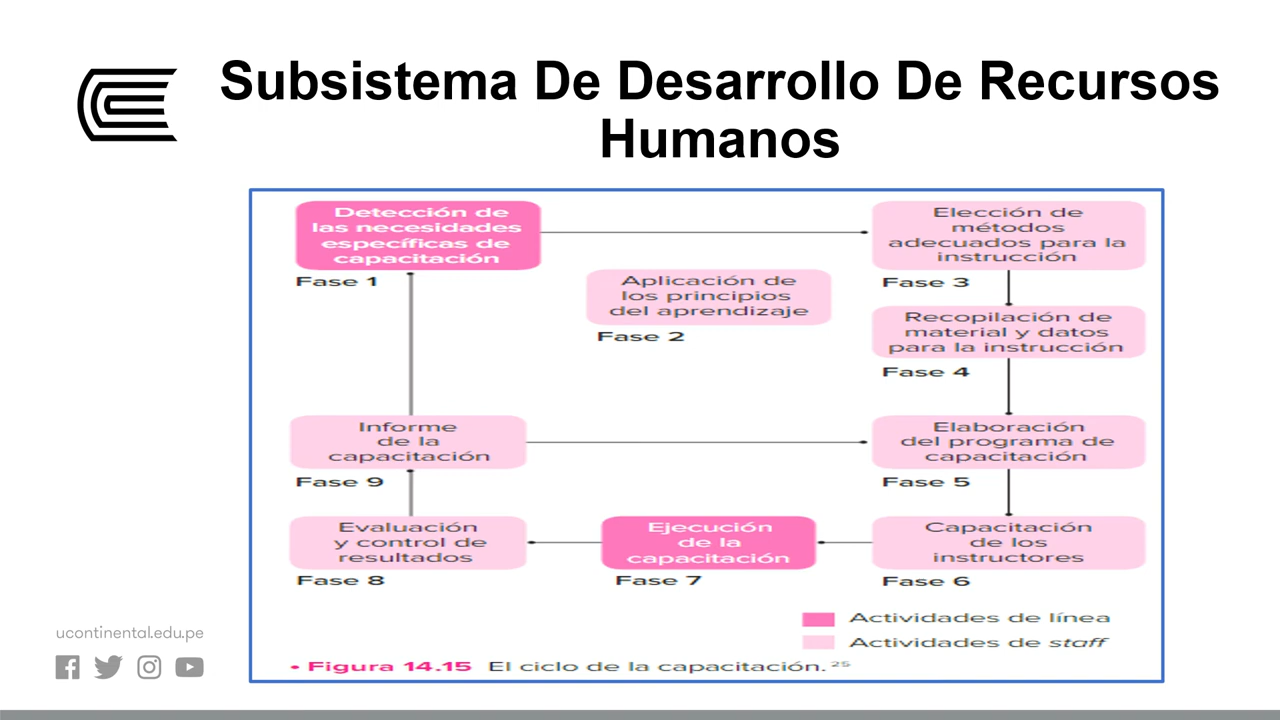 Subsistema De Desarrollo De Recursos
Humanos
Detección de
las necesidades
específicas de
capacitación
Fase 1
Aplicación de
los principios
del aprendizaje
Fase 2
Elección de
métodos
adecuados para la
instrucción
Fase 3
Recopilación de
material y datos
para la instrucción
Fase 4
Elaboración
del programa de
capacitación
Fase 5
Capacitación
de los
instructores
Fase 6
Ejecución
de la
capacitación
Fase 7
Evaluación
y control de
resultados
Fase 8
Informe
de la
capacitación
Fase 9
Actividades de línea
Actividades de staff
• Figura 14.15 El ciclo de la capacitación.25
ucontinental.edu.pe